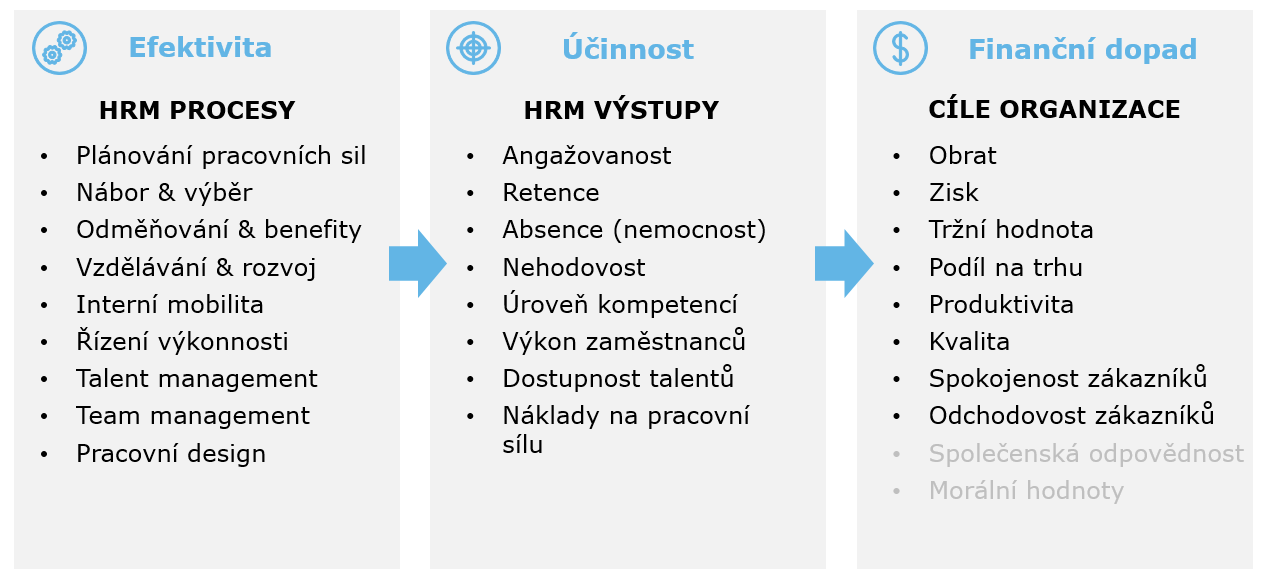 Efektivita
HRM PROCESY
• Plánování pracovních sil
• Nábor & výběr
• Odměňování & benefity
• Vzdělávání & rozvoj
• Interní mobilita
• Řízení výkonnosti
• Talent management
• Team management
• Pracovní design
Účinnost
HRM VÝSTUPY
• Angažovanost
• Retence
• Absence (nemocnost)
• Nehodovost
• Úroveň kompetencí
• Výkon zaměstnanců
• Dostupnost talentů
• Náklady na pracovní
sílu
$ Finanční dopad
CÍLE ORGANIZACE
• Obrat
• Zisk
• Tržní hodnota
• Podíl na trhu
• Produktivita
• Kvalita
• Spokojenost zákazníků
• Odchodovost zákazníků
• Společenská odpovědnost
• Morální hodnoty